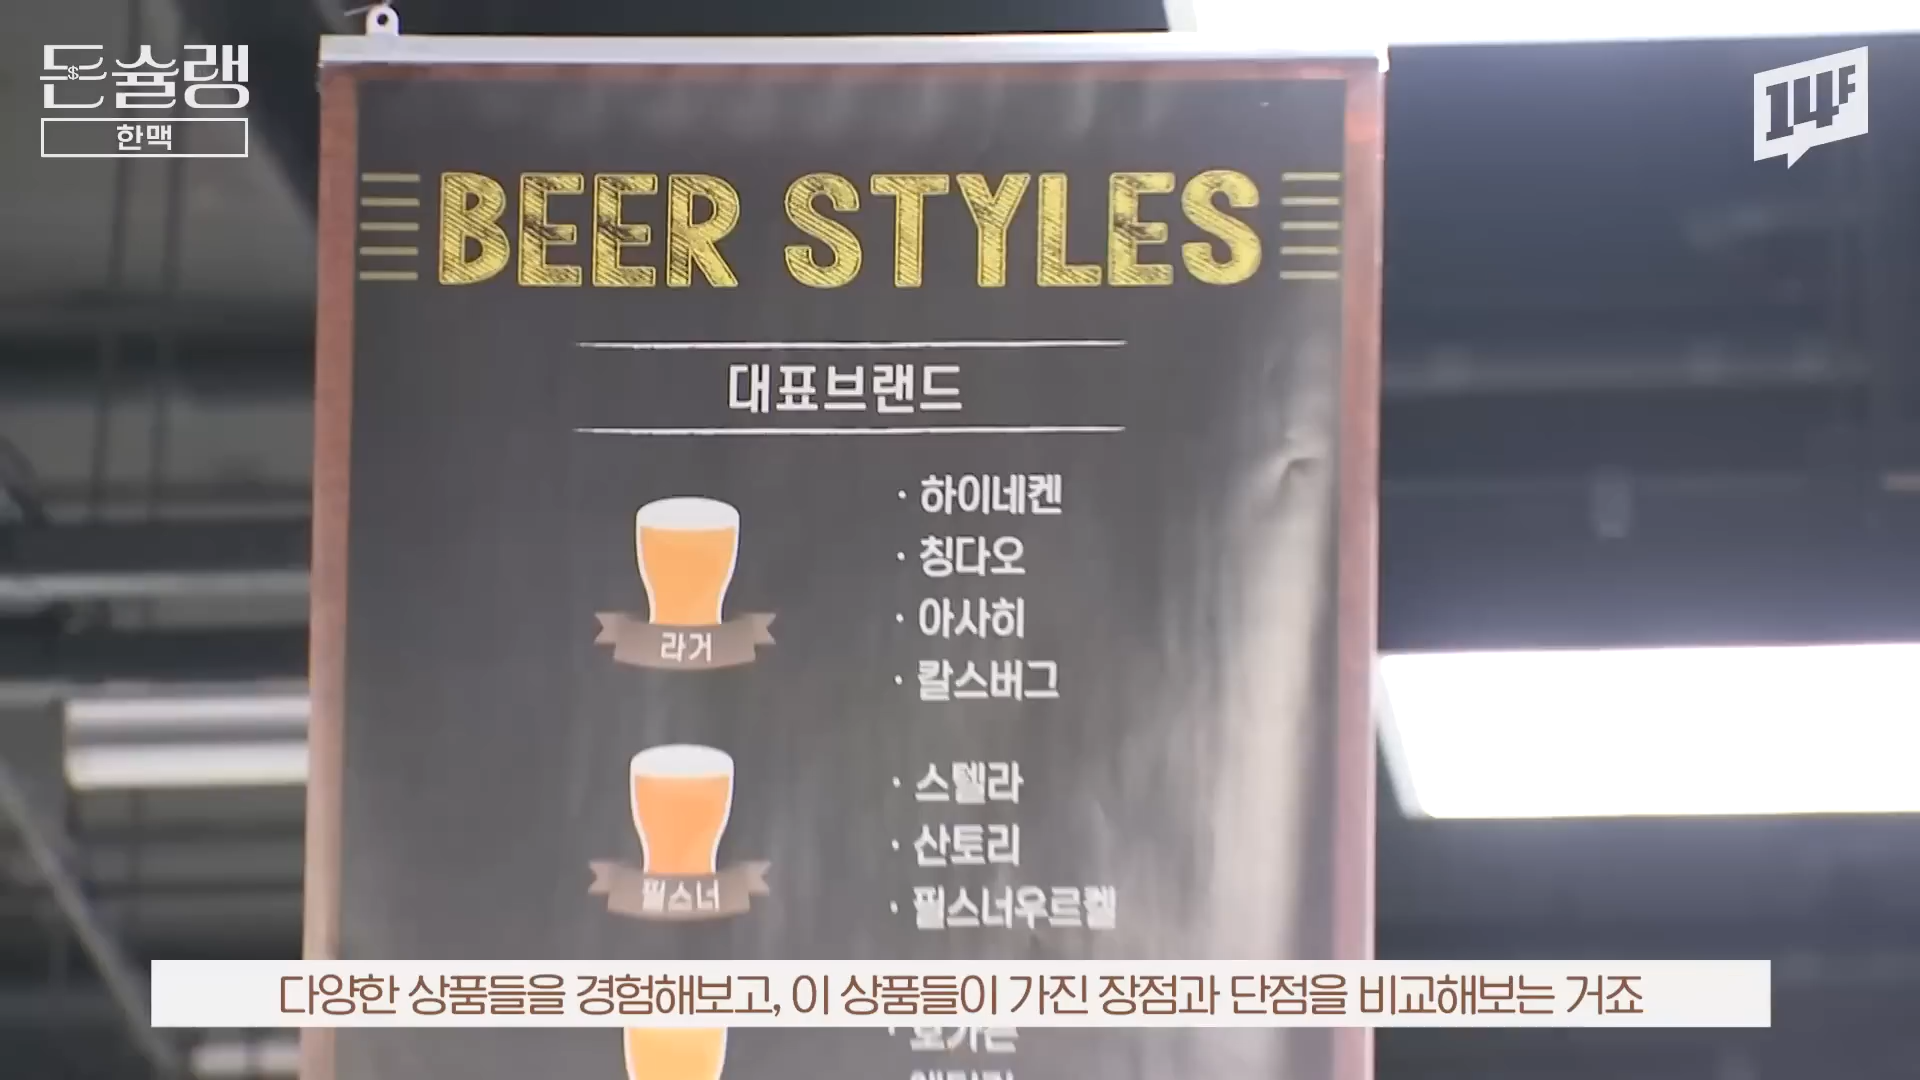 돈슐랭
한맥
14F
BEER STYLES
대표브랜드
· 하이네켄
· 칭다오
· 아사히
· 칼스버그
라거
· 스텔라
· 산토리
· 필스너우르켈
필스너
다양한 상품들을 경험해보고, 이 상품들이 가진 장점과 단점을 비교해보는 거죠